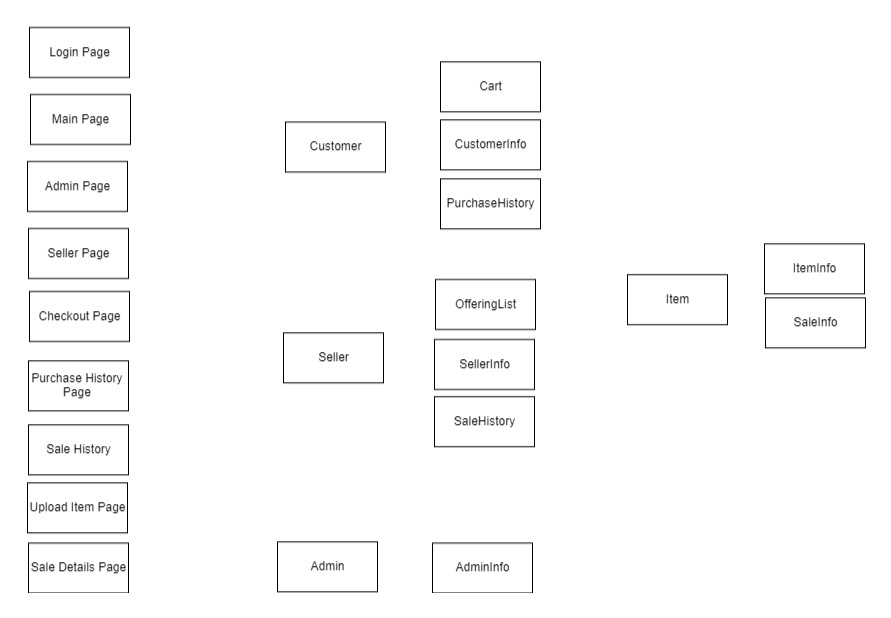 Login Page
Main Page
Admin Page
Seller Page
Checkout Page
Purchase History
Page
Sale History
Upload Item Page
Sale Details Page
Customer
Seller
Admin
Cart
CustomerInfo
PurchaseHistory
OfferingList
SellerInfo
SaleHistory
AdminInfo
Item
ItemInfo
SaleInfo